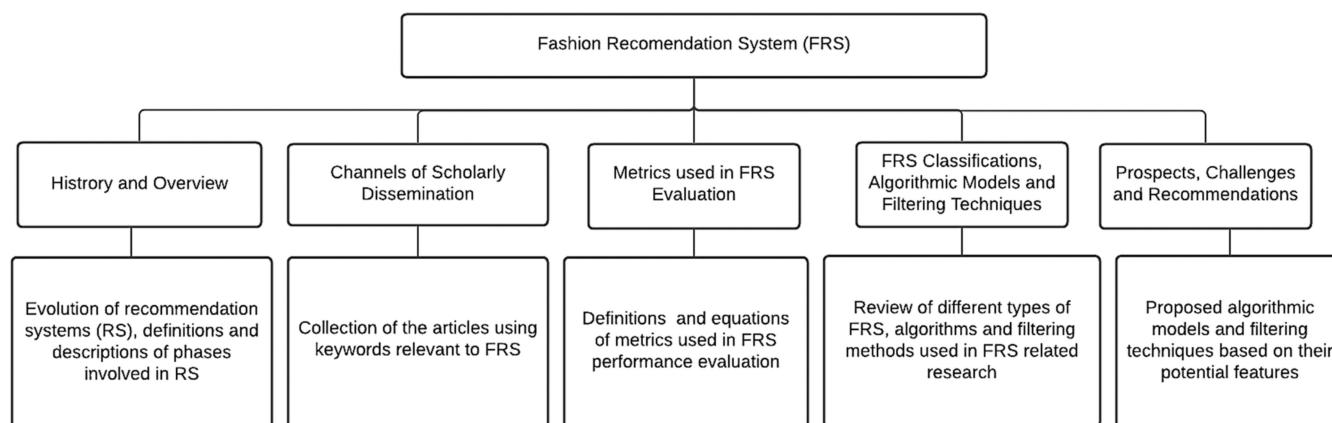 Fashion Recomendation System (FRS)
Histrory and Overview
Channels of Scholarly
Dissemination
Metrics used in FRS
Evaluation
FRS Classifications,
Algorithmic Models and
Filtering Techniques
Prospects, Challenges
and Recommendations
Evolution of recommendation
systems (RS), definitions and
descriptions of phases
involved in RS
Collection of the articles using
keywords relevant to FRS
Definitions and equations
of metrics used in FRS
performance evaluation
Review of different types of
FRS, algorithms and filtering
methods used in FRS related
research
Proposed algorithmic
models and filtering
techniques based on their
potential features